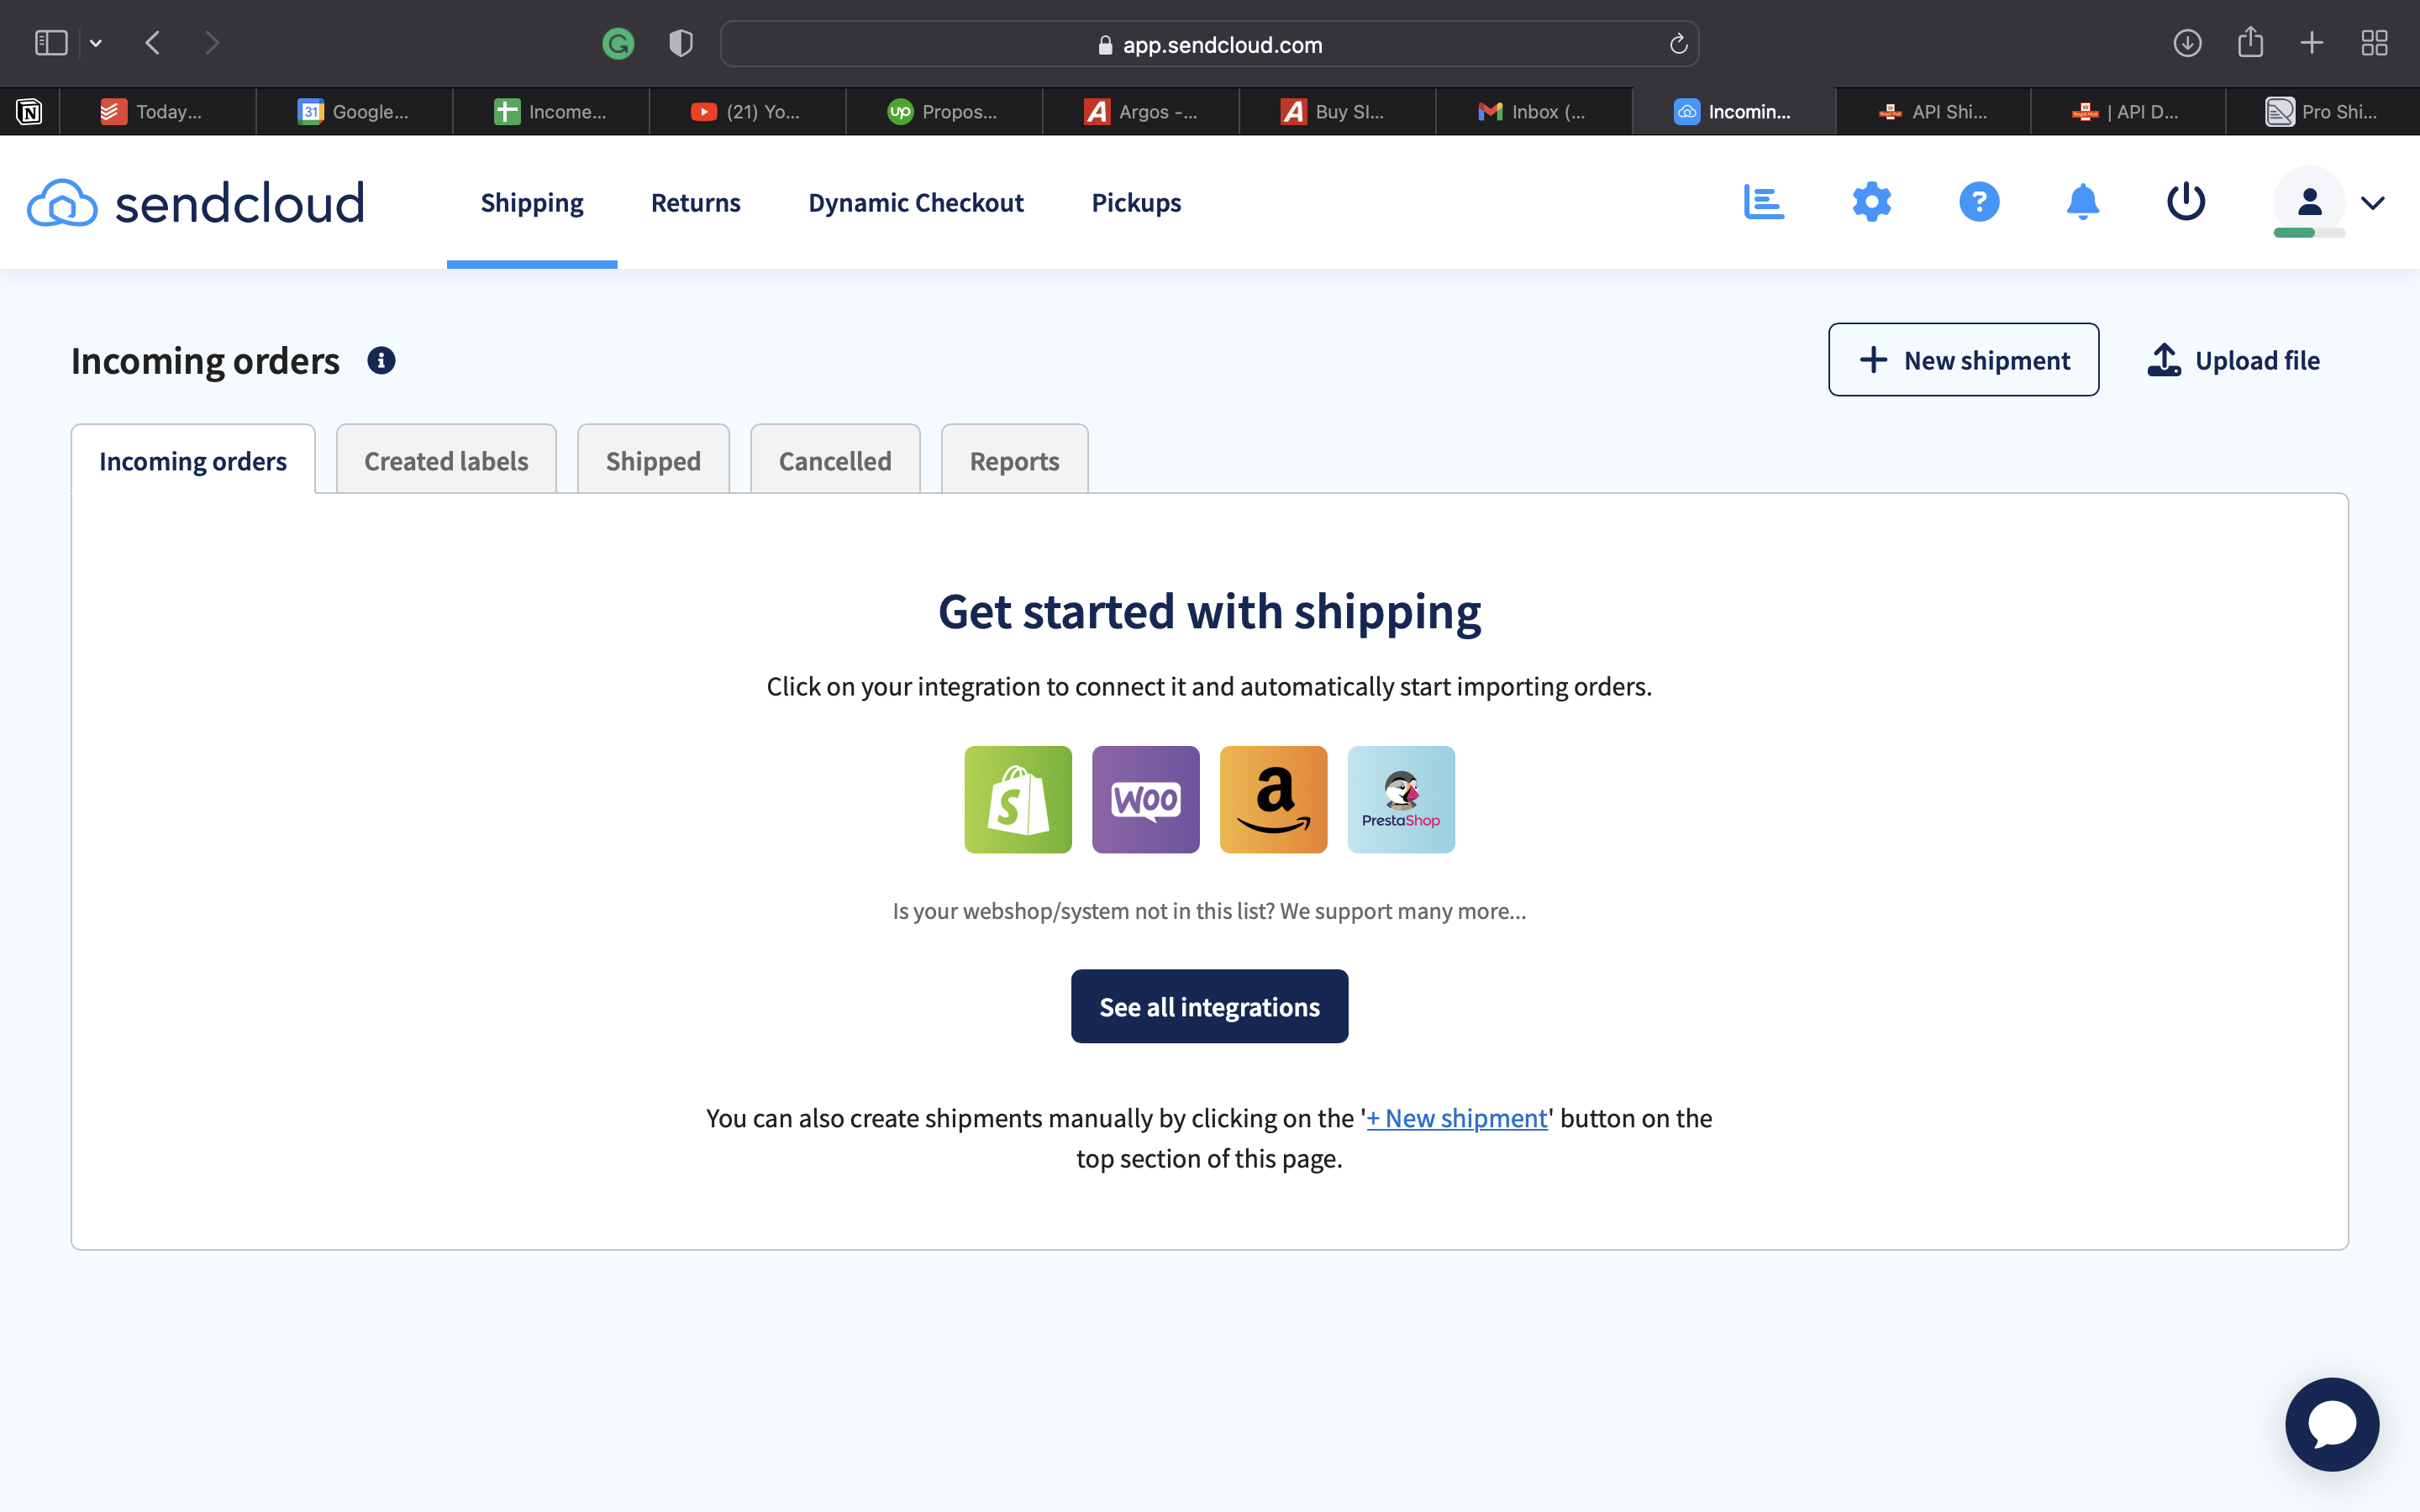 app.sendcloud.com
Today...
31 Google...
Income...
(21) Yo...
up Propos...
Argos -...
Buy Sl...
Inbox (...
Incomin...
API Shi...
| API D...
Pro Shi...
sendcloud
Shipping
Returns
Dynamic Checkout
Pickups
Incoming orders
+ New shipment
Upload file
Incoming orders
Created labels
Shipped
Cancelled
Reports
Get started with shipping
Click on your integration to connect it and automatically start importing orders.
Woo
a
PrestaShop
Is your webshop/system not in this list? We support many more...
See all integrations
You can also create shipments manually by clicking on the '+ New shipment' button on the
top section of this page.